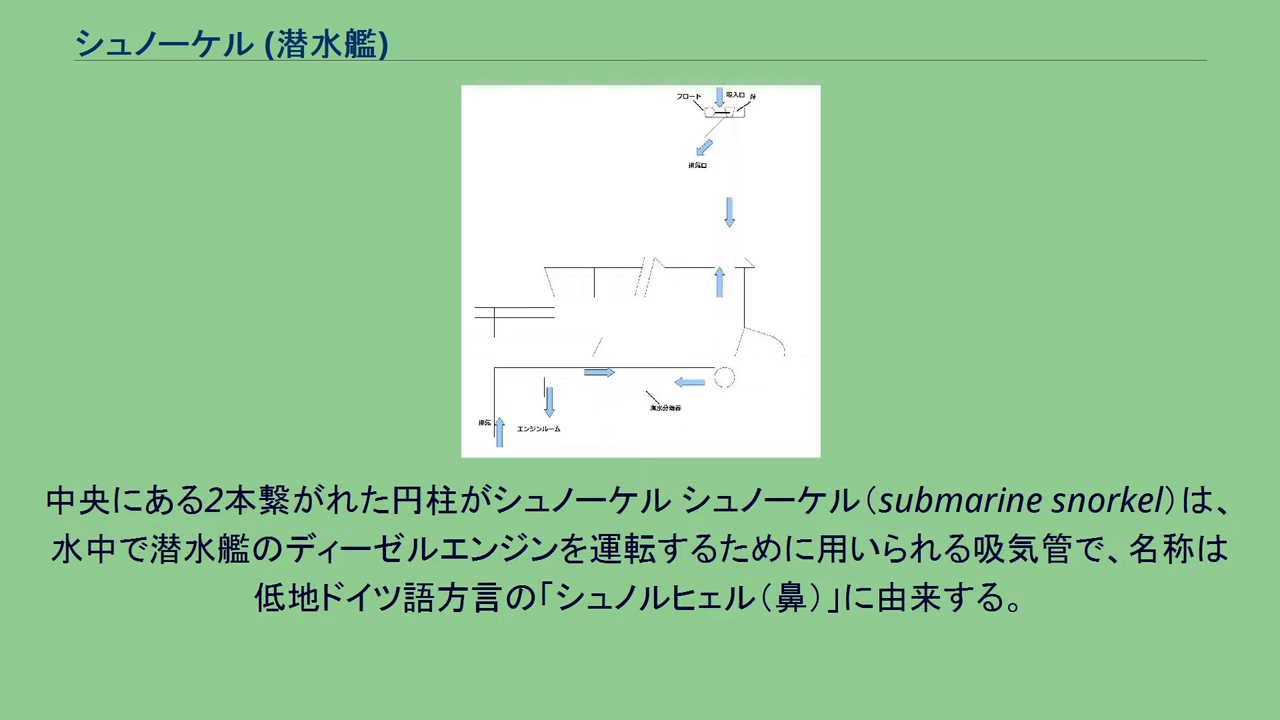 シュノーケル (潜水艦)
フロート
吸入口
弁
排気口
排気
エンジンルーム
海水分離器
中央にある2本繋がれた円柱がシュノーケル シュノーケル（submarine snorkel）は、
水中で潜水艦のディーゼルエンジンを運転するために用いられる吸気管で、名称は
低地ドイツ語方言の「シュノルヒェル（鼻）」に由来する。